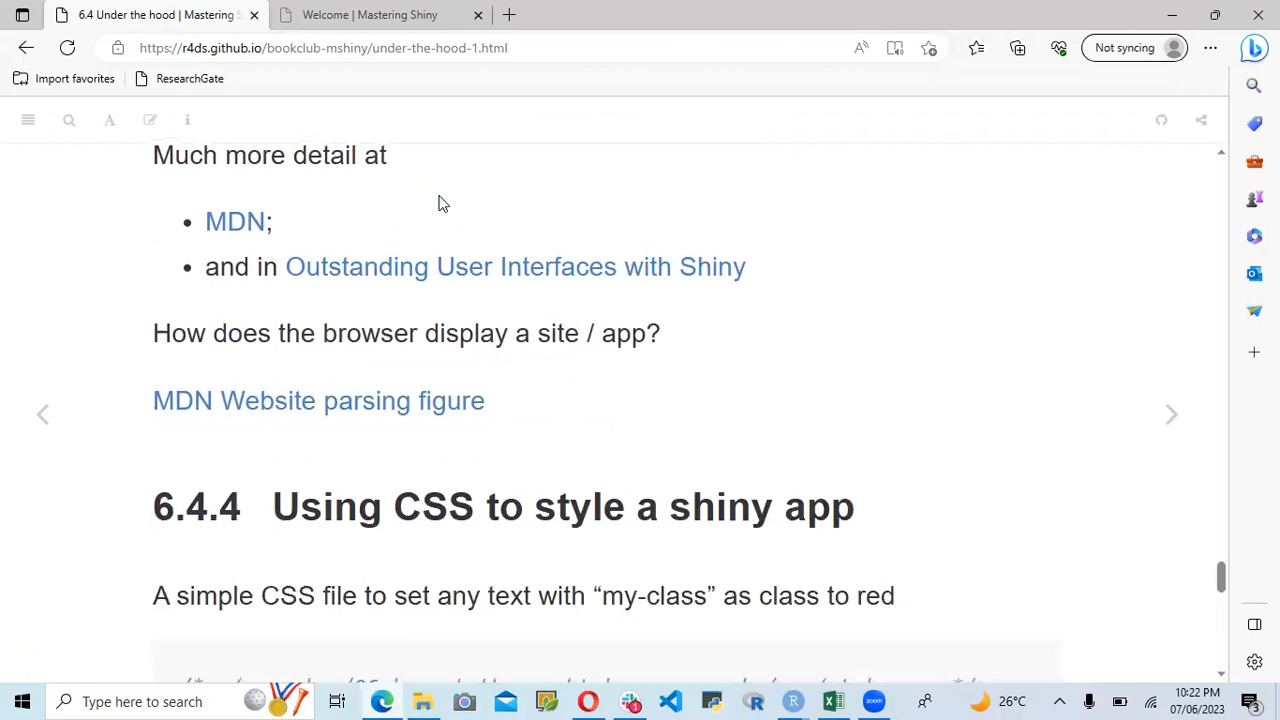 6.4 Under the hood | Mastering S
Welcome | Mastering Shiny
https://r4ds.github.io/bookclub-mshiny/under-the-hood-1.html
Not syncing
Import favorites
ResearchGate
Much more detail at
• MDN;
• and in Outstanding User Interfaces with Shiny
How does the browser display a site / app?
MDN Website parsing figure
6.4.4 Using CSS to style a shiny app
A simple CSS file to set any text with “my-class” as class to red
Type here to search
26°C
10:22 PM
07/06/2023